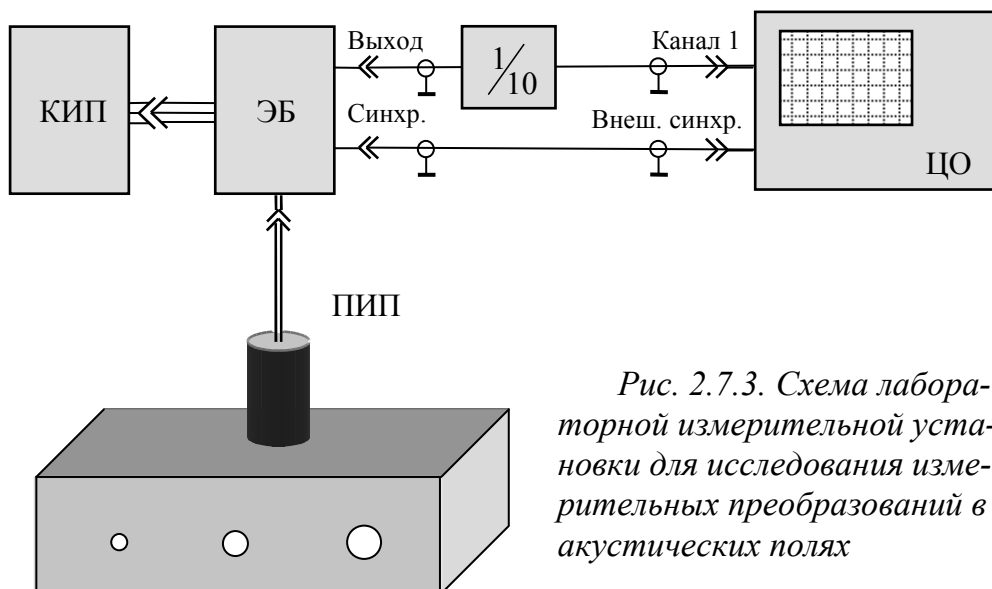 Выход
1/10
Канал 1
КИП
ЭБ
Синхр.
Внеш. синхр.
ЦО
ПИП
Рис. 2.7.3. Схема лабора-
торной измерительной уста-
новки для исследования изме-
рительных преобразований в
акустических полях